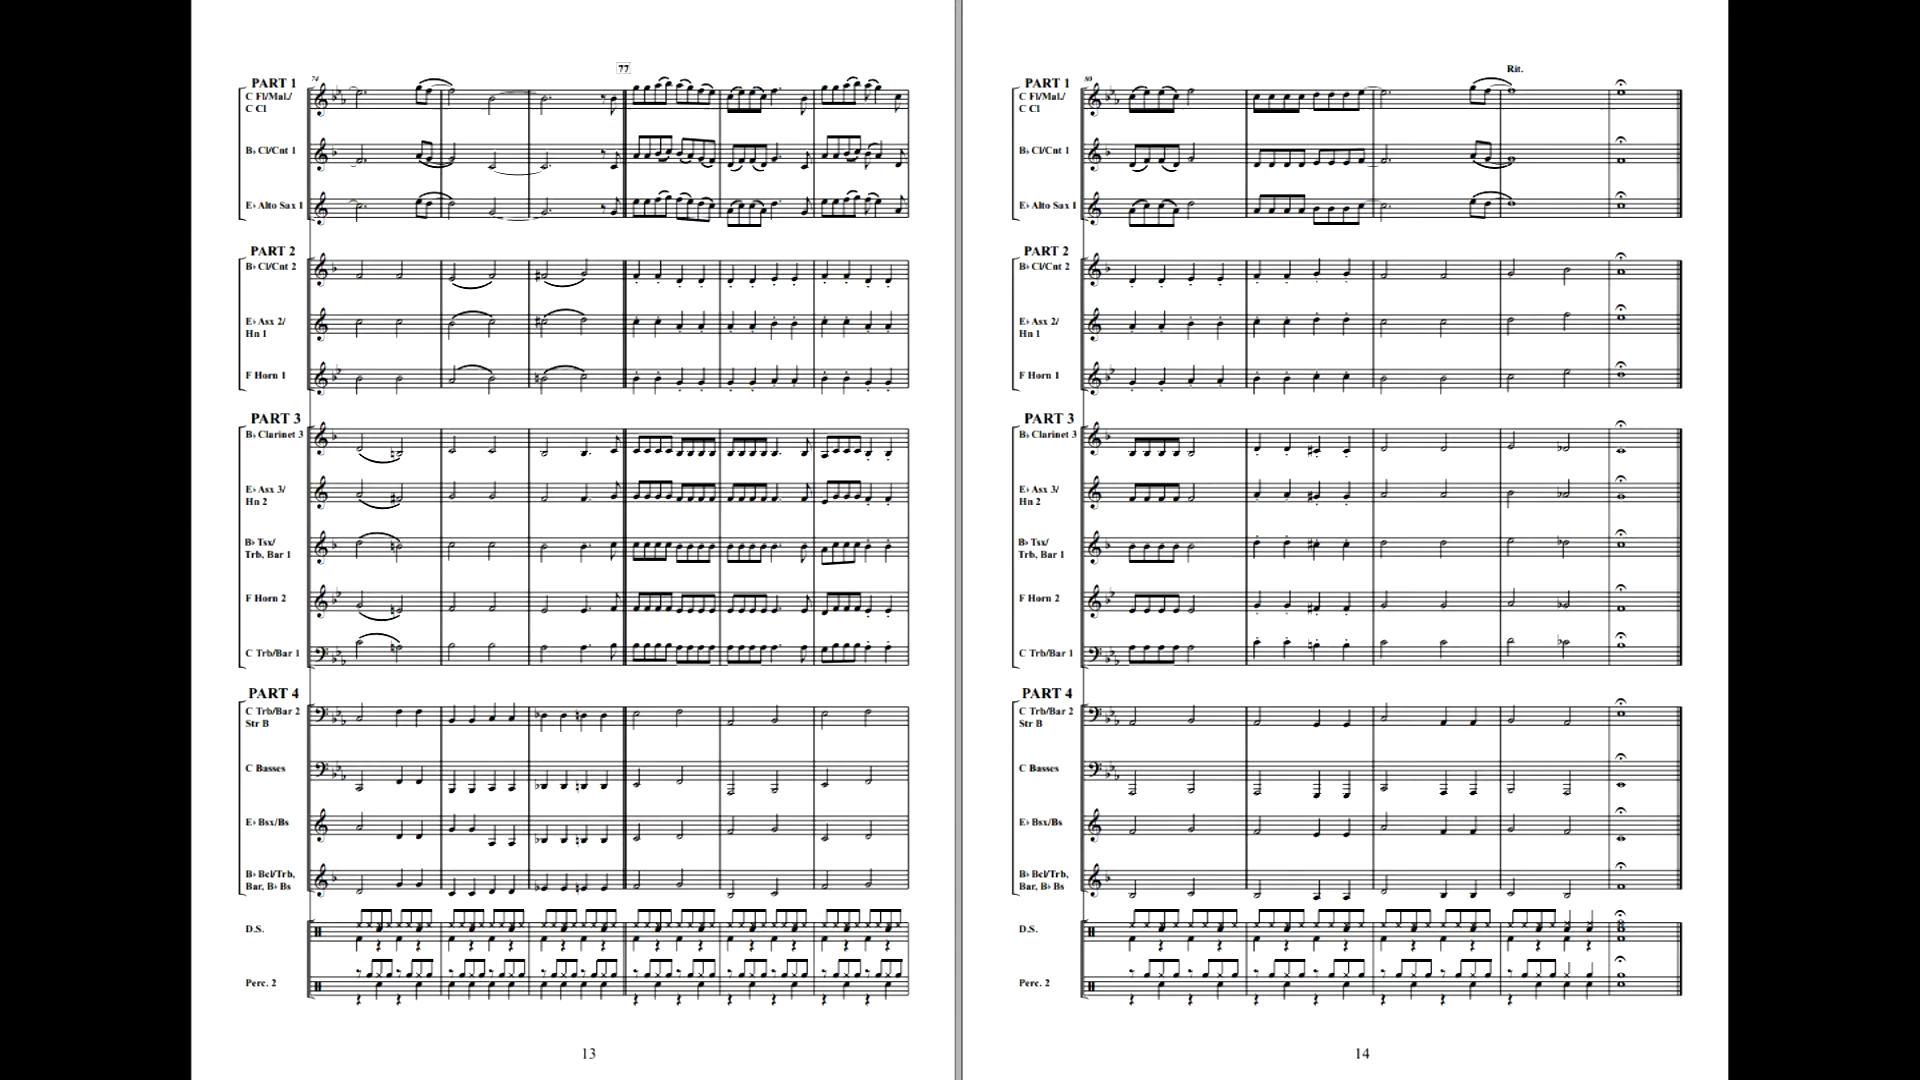 74
77
PART 1
C Fl/Mal./
C Cl
B♭ Cl/Cnt 1
E♭ Alto Sax 1
PART 2
B♭ Cl/Cnt 2
E♭ Asx 2/
Hn 1
F Horn 1
PART 3
B♭ Clarinet 3
E♭ Asx 3/
Hn 2
B♭ Tsx/
Trb, Bar 1
F Horn 2
C Trb/Bar 1
PART 4
C Trb/Bar 2
Str B
C Basses
E♭ Bsx/Bs
B♭ Bcl/Trb,
Bar, B♭ Bs
D.S.
Perc. 2
13
80
Rit.
PART 1
C Fl/Mal./
C Cl
B♭ Cl/Cnt 1
E♭ Alto Sax 1
PART 2
B♭ Cl/Cnt 2
E♭ Asx 2/
Hn 1
F Horn 1
PART 3
B♭ Clarinet 3
E♭ Asx 3/
Hn 2
B♭ Tsx/
Trb, Bar 1
F Horn 2
C Trb/Bar 1
PART 4
C Trb/Bar 2
Str B
C Basses
E♭ Bsx/Bs
B♭ Bcl/Trb,
Bar, B♭ Bs
D.S.
Perc. 2
14